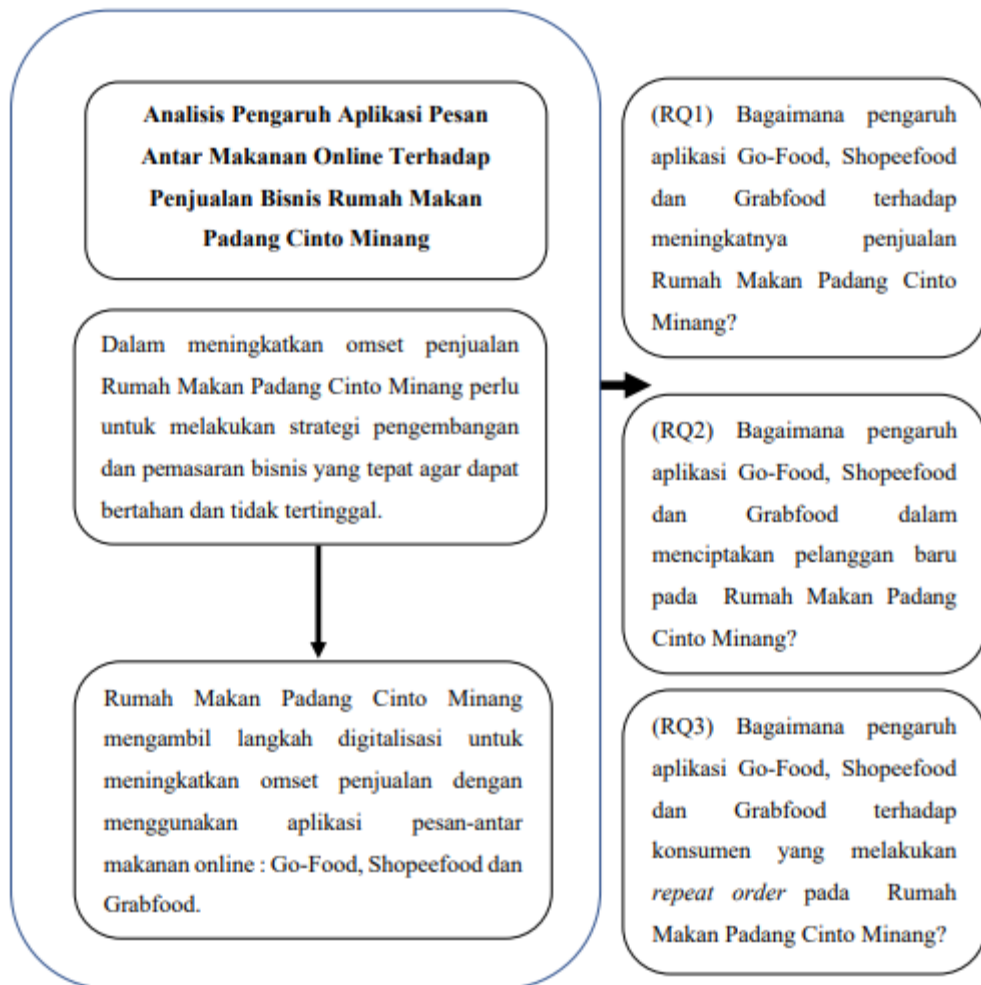 Analisis Pengaruh Aplikasi Pesan
Antar Makanan Online Terhadap
Penjualan Bisnis Rumah Makan
Padang Cinto Minang
Dalam meningkatkan omset penjualan
Rumah Makan Padang Cinto Minang perlu
untuk melakukan strategi pengembangan
dan pemasaran bisnis yang tepat agar dapat
bertahan dan tidak tertinggal.
Rumah Makan Padang Cinto Minang
mengambil langkah digitalisasi untuk
meningkatkan omset penjualan dengan
menggunakan aplikasi pesan-antar
makanan online : Go-Food, Shopeefood dan
Grabfood.
(RQ1) Bagaimana pengaruh
aplikasi Go-Food, Shopeefood
dan Grabfood terhadap
meningkatnya penjualan
Rumah Makan Padang Cinto
Minang?
(RQ2) Bagaimana pengaruh
aplikasi Go-Food, Shopeefood
dan Grabfood dalam
menciptakan pelanggan baru
pada Rumah Makan Padang
Cinto Minang?
(RQ3) Bagaimana pengaruh
aplikasi Go-Food, Shopeefood
dan Grabfood terhadap
konsumen yang melakukan
repeat order pada Rumah
Makan Padang Cinto Minang?